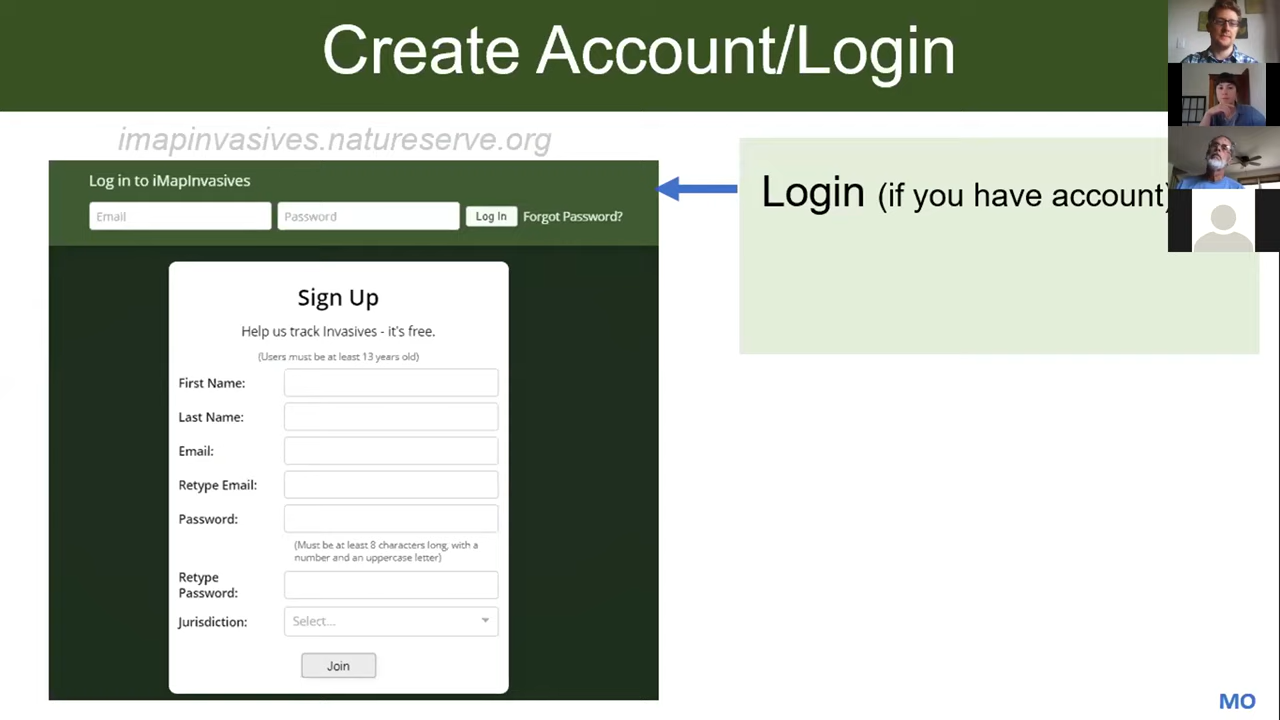 Create Account/Login
imapinvasives.natureserve.org
Log in to iMapInvasives
Email
Password
Log In
Forgot Password?
Login (if you have account)
Sign Up
Help us track Invasives - it's free.
(Users must be at least 13 years old)
First Name:
Last Name:
Email:
Retype Email:
Password:
(Must be at least 8 characters long, with a
number and an uppercase letter)
Retype
Password:
Jurisdiction:
Select...
Join
MO